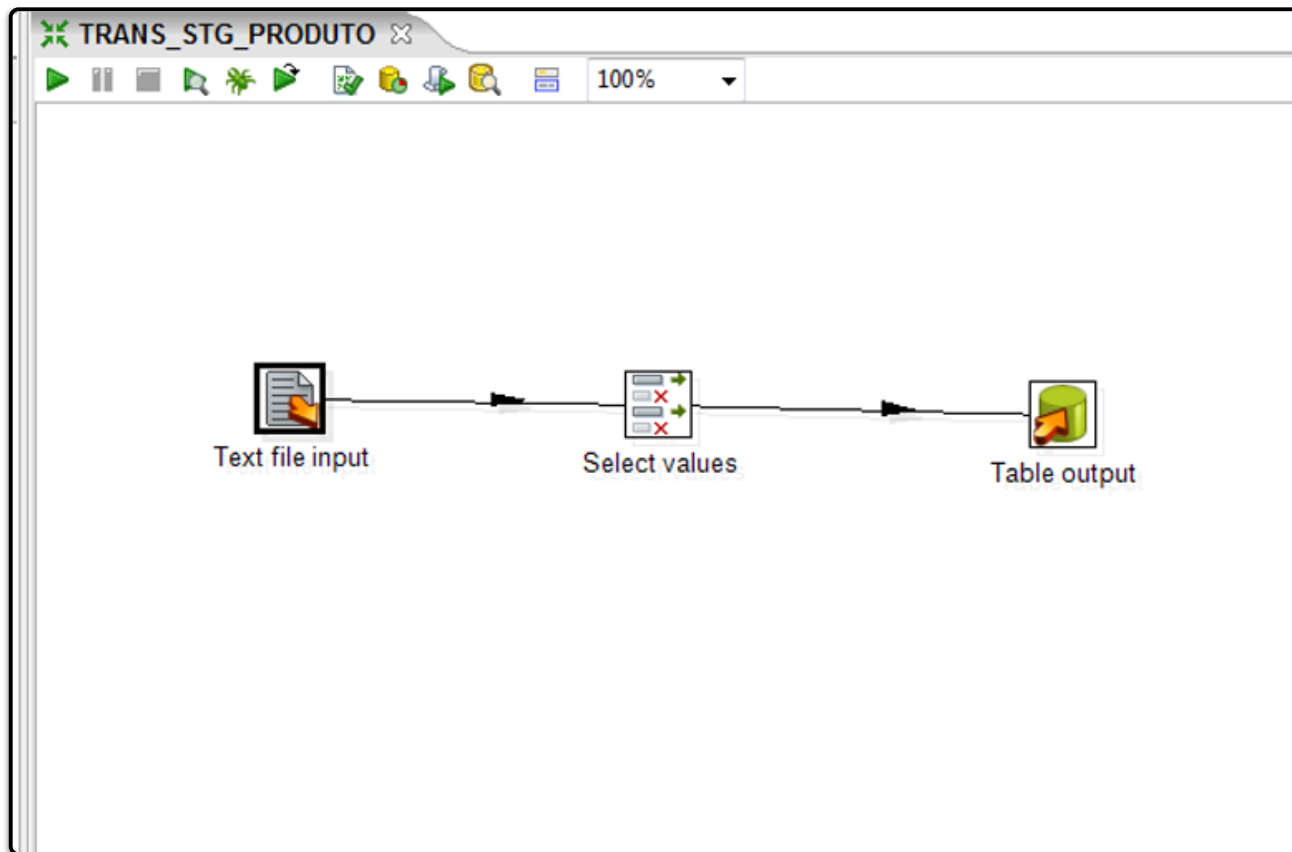 TRANS_STG_PRODUTO
100%
Text file input
Select values
Table output